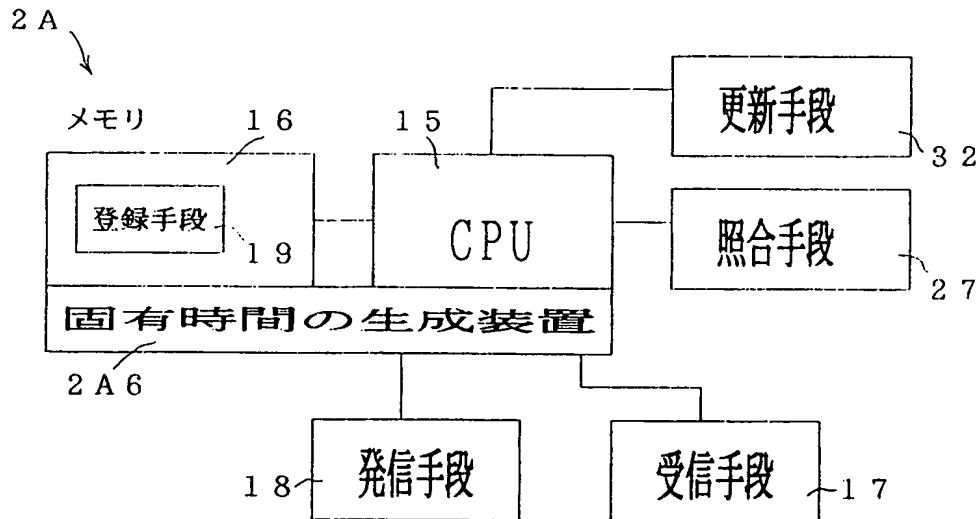 ２Ａ
更新手段
メモリ
１６
１５
３２
登録手段
１９
ＣＰＵ
照合手段
２７
固有時間の生成装置
２Ａ６
１８
発信手段
受信手段
１７